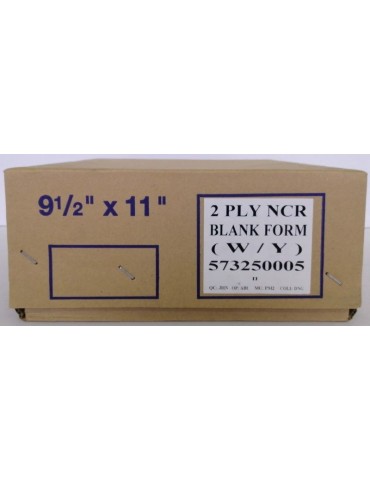 9½" x 11"
2 PLY NCR
BLANK FORM
( W / Y )
573250005
"